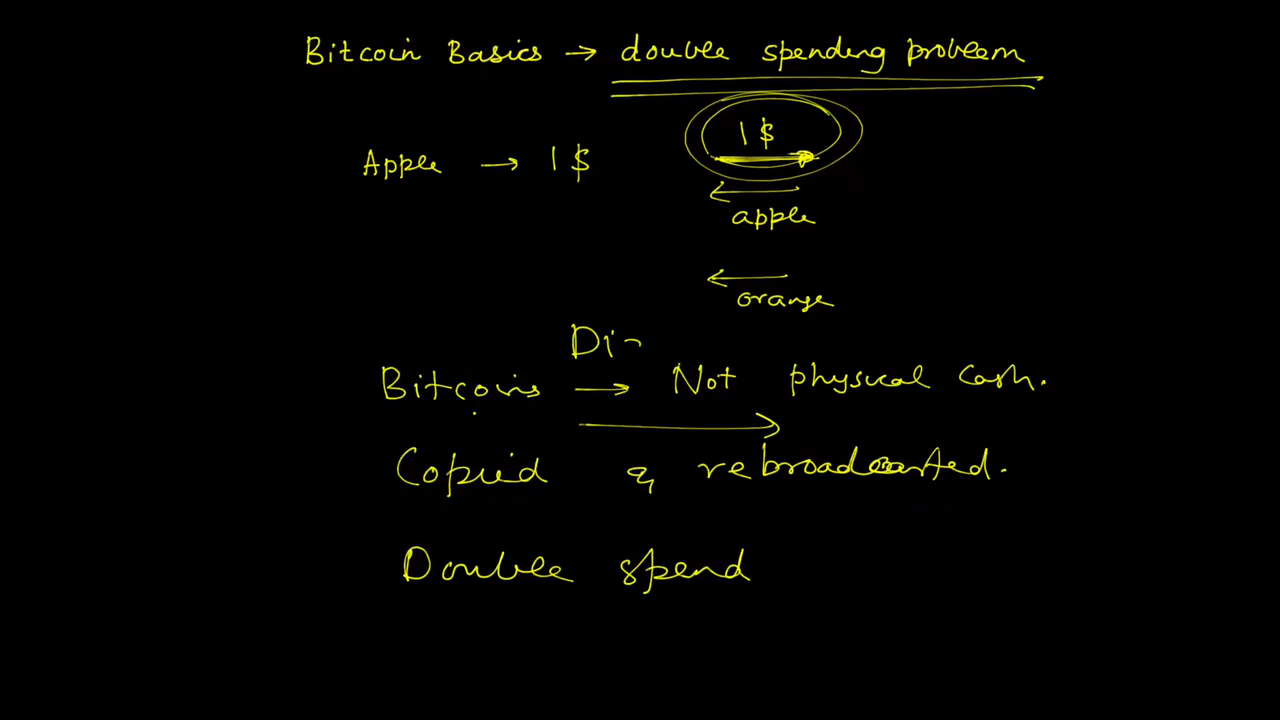 Bitcoin Basics → double spending problem
1 $
Apple → 1 $
apple
orange
Di
Bitcoins → Not physical cash.
Copied & rebroadcasted.
Double spend